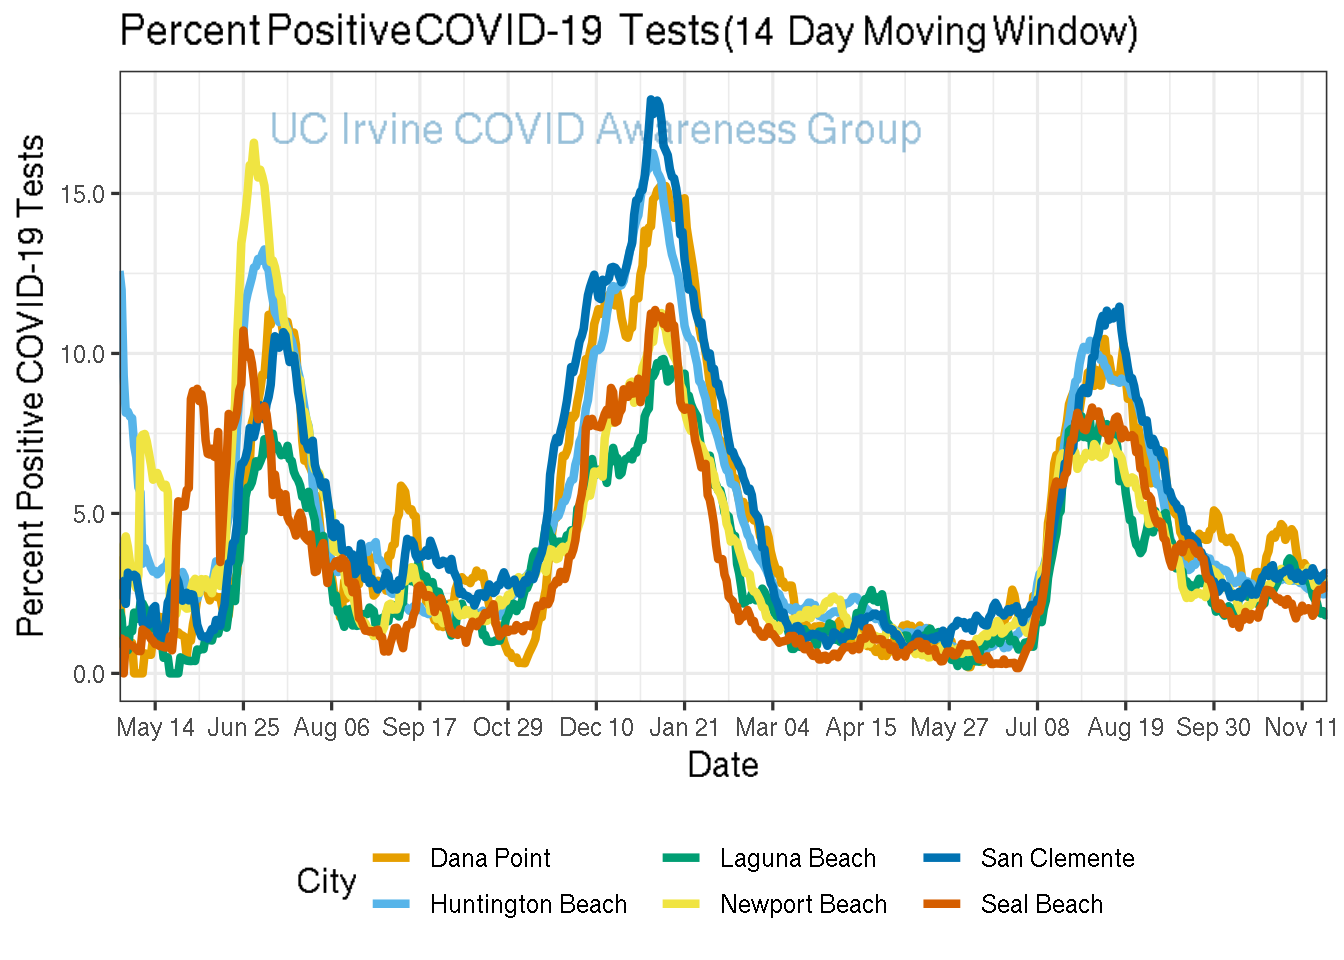 Percent Positive COVID-19 Tests (14 Day Moving Window)
UC Irvine COVID Awareness Group
Percent Positive COVID-19 Tests
15.0
10.0
5.0
0.0
May 14 Jun 25 Aug 06 Sep 17 Oct 29 Dec 10 Jan 21 Mar 04 Apr 15 May 27 Jul 08 Aug 19 Sep 30 Nov 11
Date
City
Dana Point Laguna Beach San Clemente
Huntington Beach Newport Beach Seal Beach